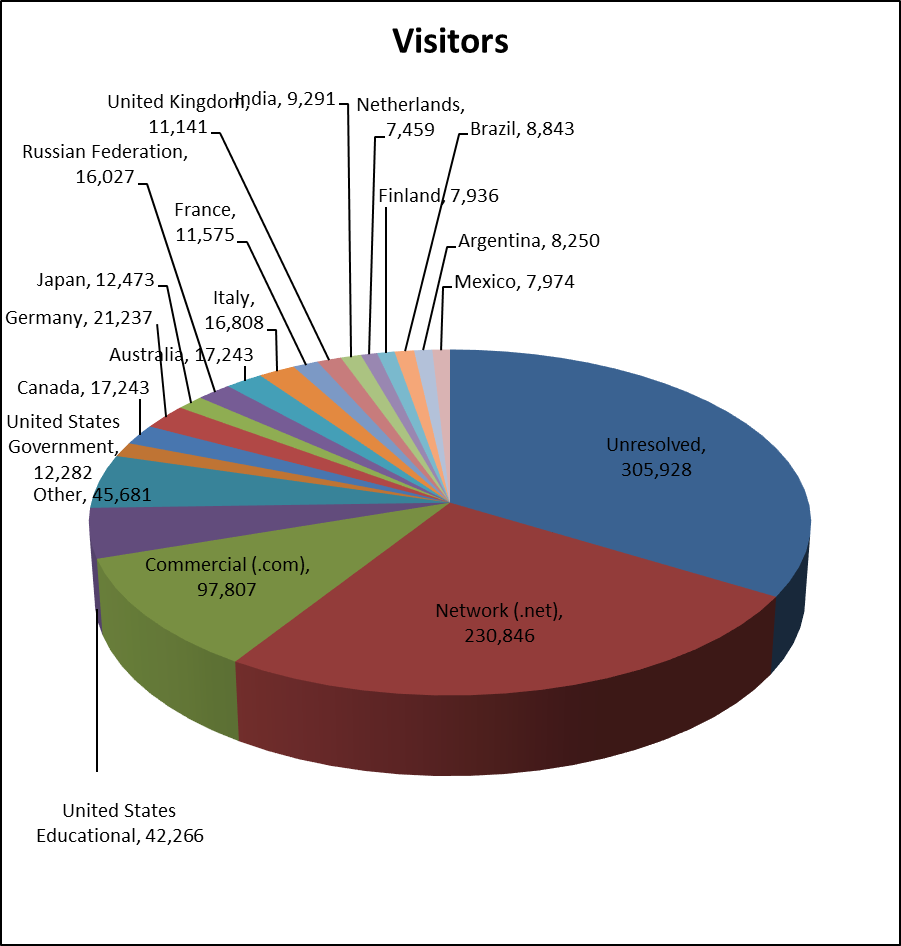 Visitors
United Kingdom,
11,141
India, 9,291
Netherlands,
7,459
Brazil, 8,843
Russian Federation,
16,027
Finland, 7,936
France,
11,575
Argentina, 8,250
Japan, 12,473
Mexico, 7,974
Italy,
16,808
Germany, 21,237
Australia, 17,243
Canada, 17,243
United States
Government,
12,282
Other, 45,681
Unresolved,
305,928
Commercial (.com),
97,807
Network (.net),
230,846
United States
Educational, 42,266